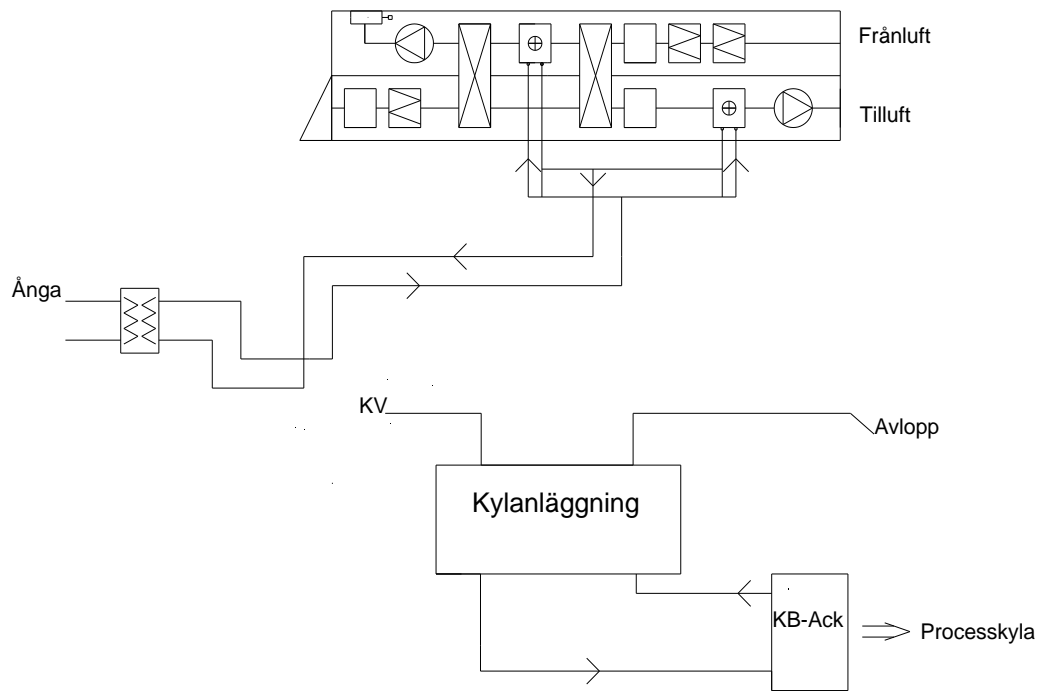 Frånluft
Tilluft
Ånga
KV
Avlopp
Kylanläggning
KB-Ack
Processkyla